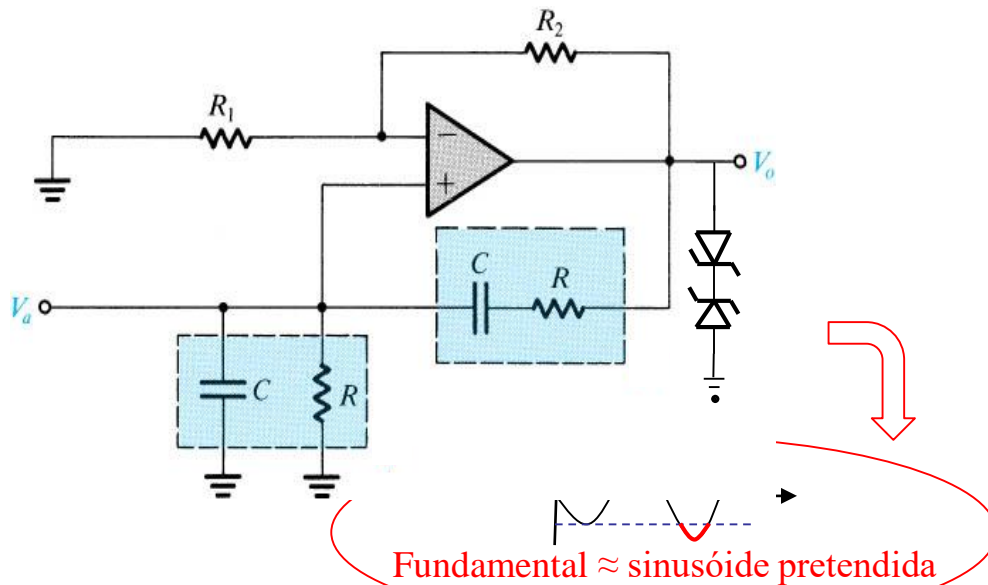 R₂
R₁
−
+
Vₒ
C
R
Vₐ
C
R
Fundamental ≈ sinusóide pretendida